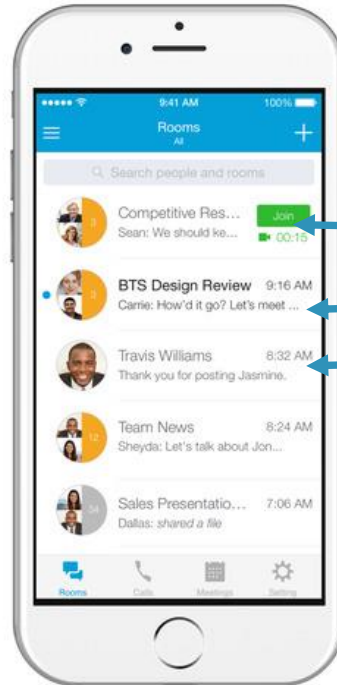 9:41 AM
100%
Rooms
All
Search people and rooms
Competitive Res...
Join
3
Sean: We should ke...
00:15
BTS Design Review
9:16 AM
3
Carrie: How'd it go? Let's meet ...
Travis Williams
8:32 AM
Thank you for posting Jasmine.
Team News
8:24 AM
12
Sheyda: Let's talk about Jon...
Sales Presentatio...
7:06 AM
34
Dallas: shared a file
Rooms
Calls
Meetings
Setting